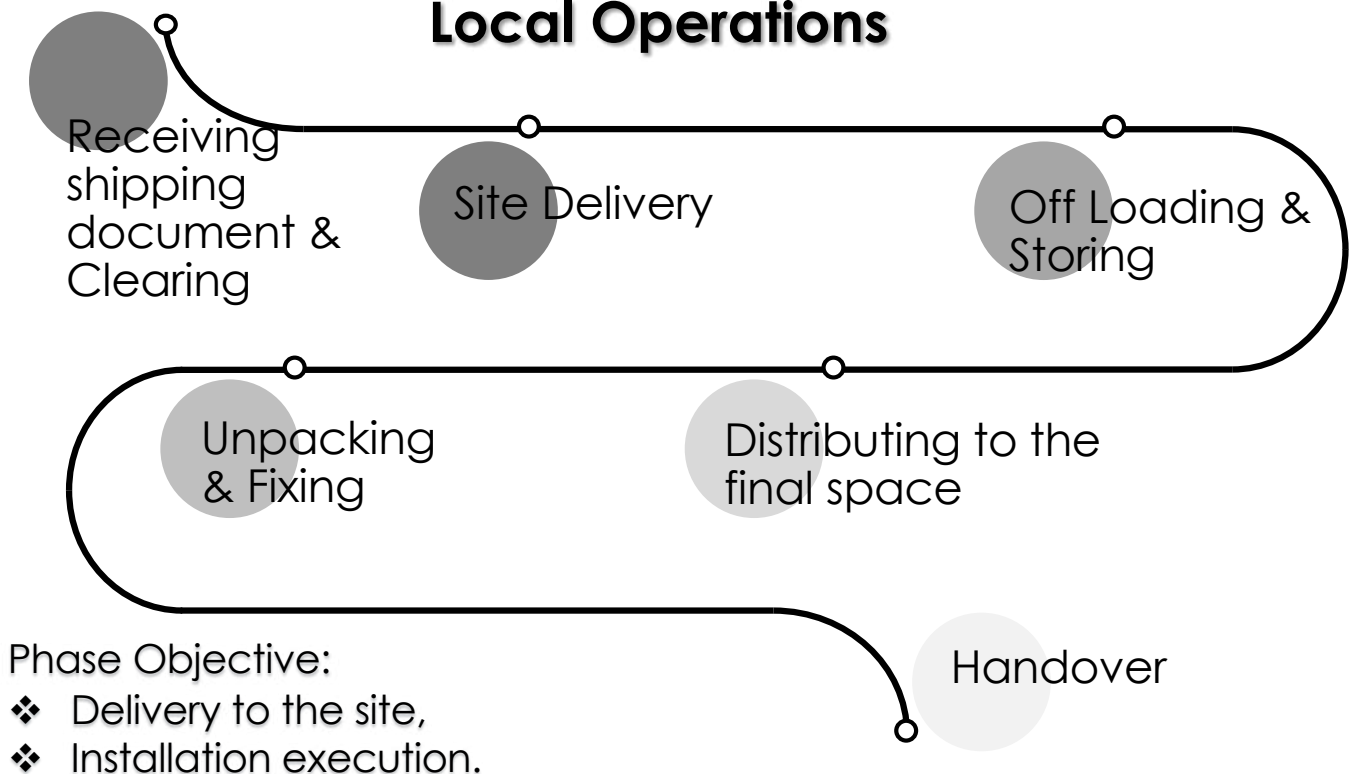 Local Operations
Receiving
shipping
document &
Clearing
Site Delivery
Off Loading &
Storing
Unpacking
& Fixing
Distributing to the
final space
Handover
Phase Objective:
❖ Delivery to the site,
❖ Installation execution.